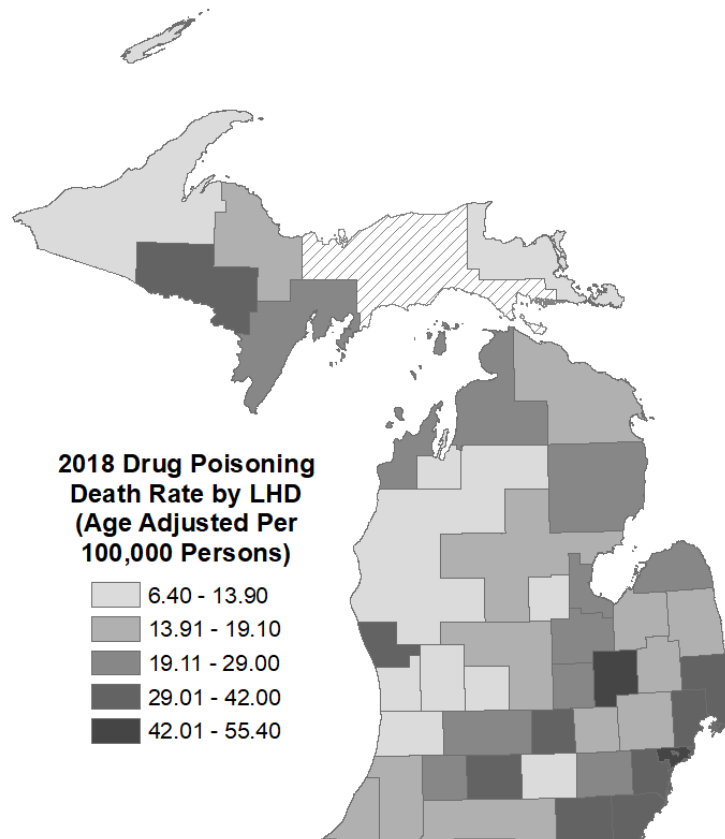 2018 Drug Poisoning
Death Rate by LHD
(Age Adjusted Per
100,000 Persons)
6.40 - 13.90
13.91 - 19.10
19.11 - 29.00
29.01 - 42.00
42.01 - 55.40